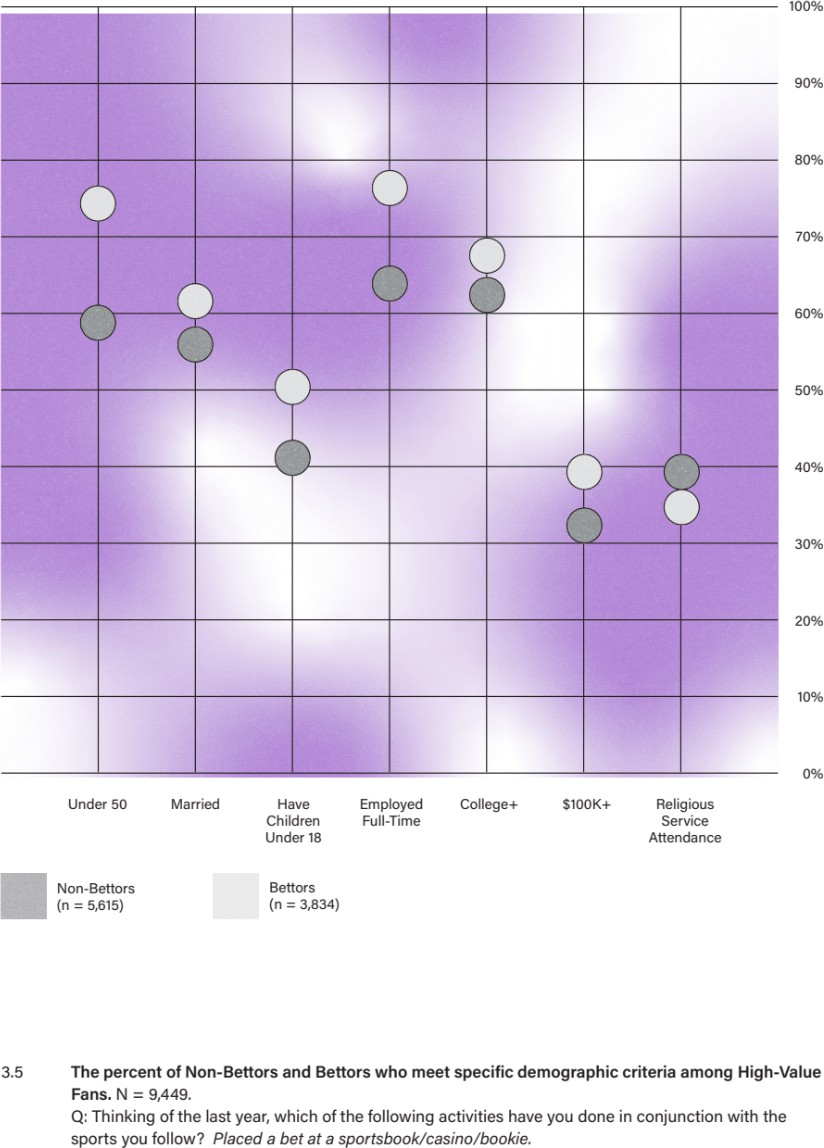 100%
90%
80%
70%
60%
50%
40%
30%
20%
10%
0%
Under 50
Married
Have
Children
Under 18
Employed
Full-Time
College+
$100K+
Religious
Service
Attendance
Non-Bettors
(n = 5,615)
Bettors
(n = 3,834)
3.5 The percent of Non-Bettors and Bettors who meet specific demographic criteria among High-Value
Fans. N = 9,449.
Q: Thinking of the last year, which of the following activities have you done in conjunction with the
sports you follow? Placed a bet at a sportsbook/casino/bookie.